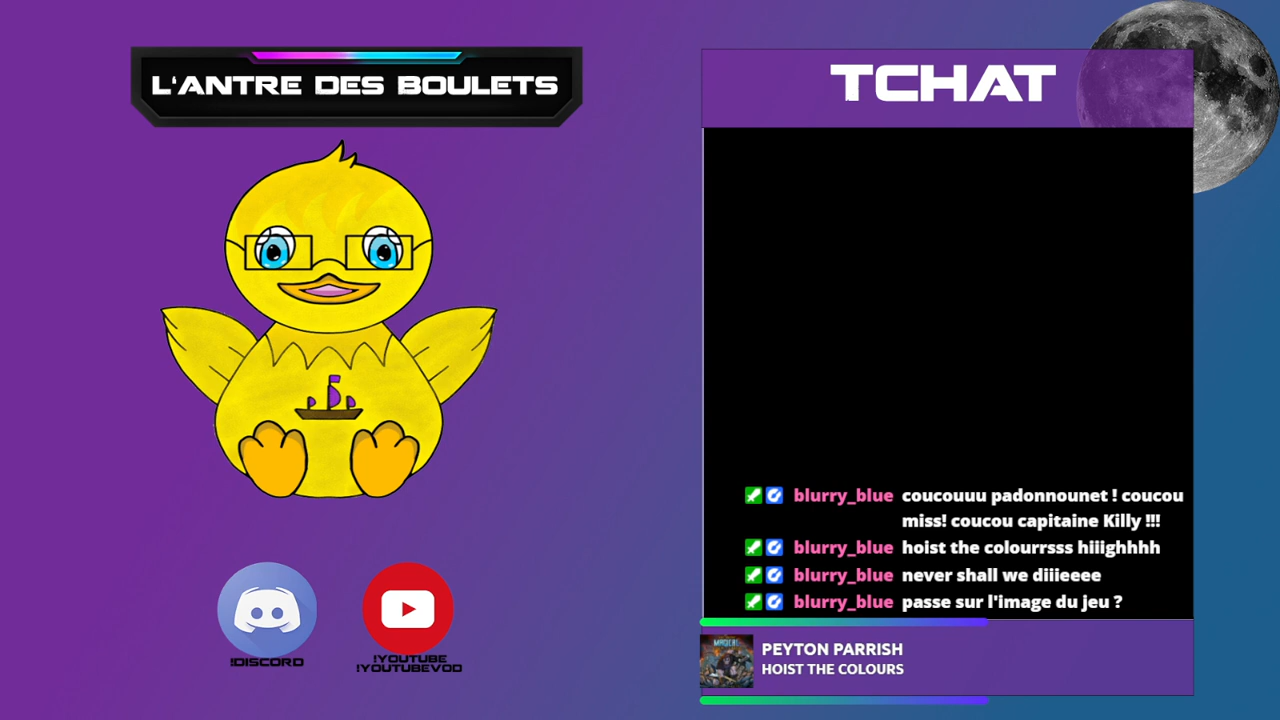 L'ANTRE DES BOULETS
TCHAT
blurry_blue coucouuu padonnounet ! coucou
miss! coucou capitaine Killy !!!
blurry_blue hoist the colourrsss hiiighhhh
blurry_blue never shall we diiieeee
blurry_blue passe sur l'image du jeu ?
!DISCORD
!YOUTUBE
!YOUTUBEVOD
PEYTON PARRISH
HOIST THE COLOURS